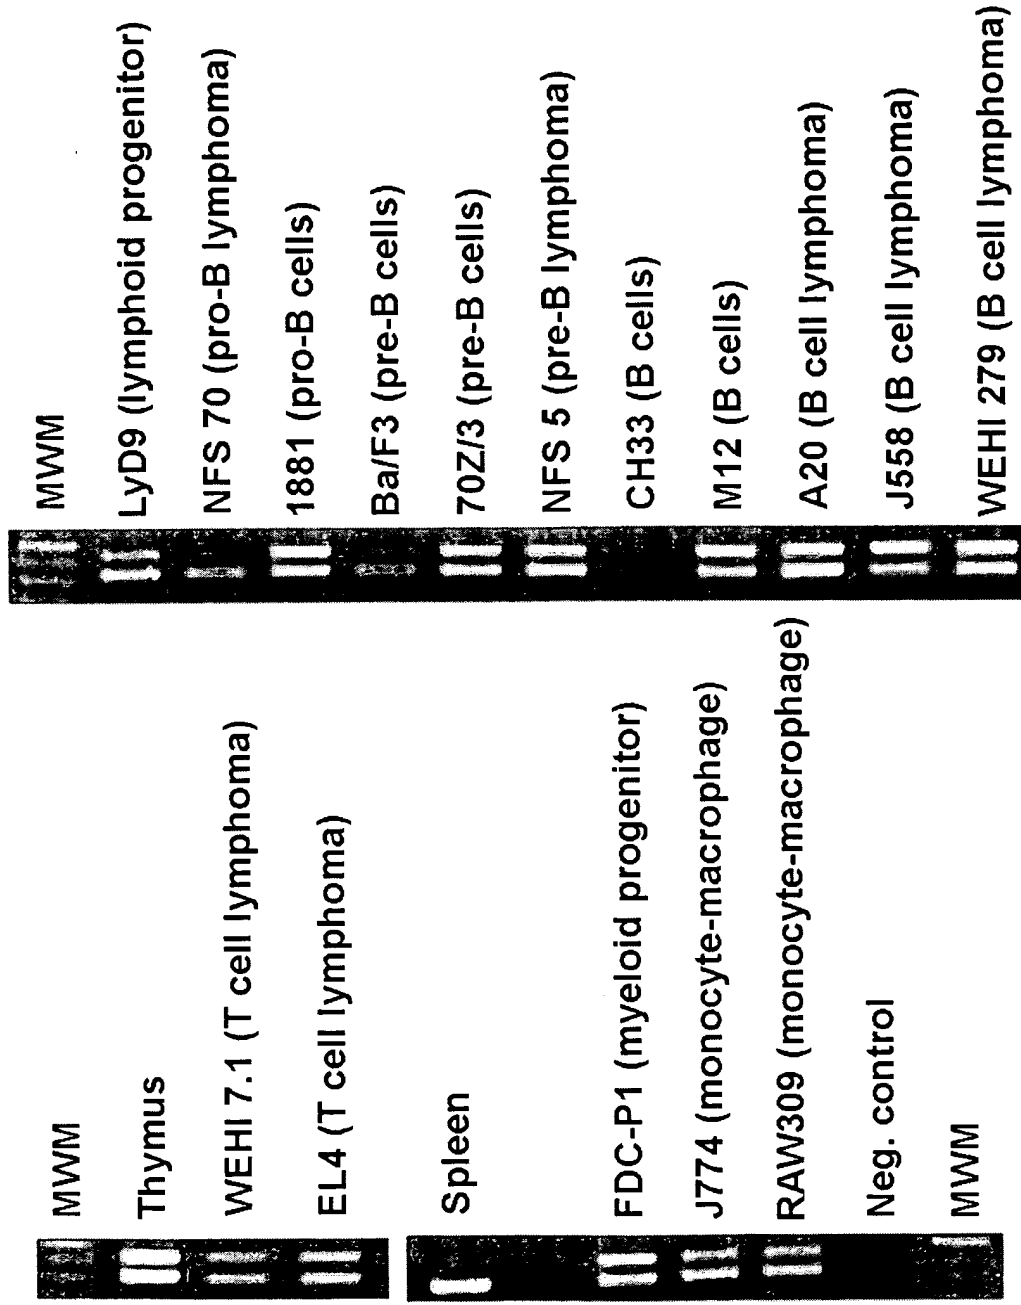 MWM
LyD9 (lymphoid progenitor)
NFS 70 (pro-B lymphoma)
1881 (pro-B cells)
Ba/F3 (pre-B cells)
70Z/3 (pre-B cells)
NFS 5 (pre-B lymphoma)
CH33 (B cells)
M12 (B cells)
A20 (B cell lymphoma)
J558 (B cell lymphoma)
WEHI 279 (B cell lymphoma)
MWM
Thymus
WEHI 7.1 (T cell lymphoma)
EL4 (T cell lymphoma)
Spleen
FDC-P1 (myeloid progenitor)
J774 (monocyte-macrophage)
RAW309 (monocyte-macrophage)
Neg. control
MWM